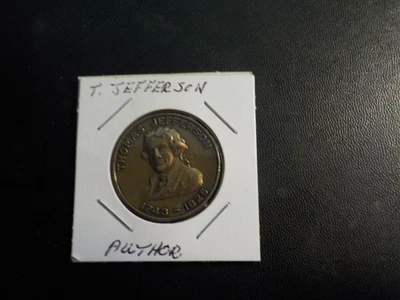 T. JEFFERSON
THOMAS JEFFERSON
1743-1826
AUTHOR